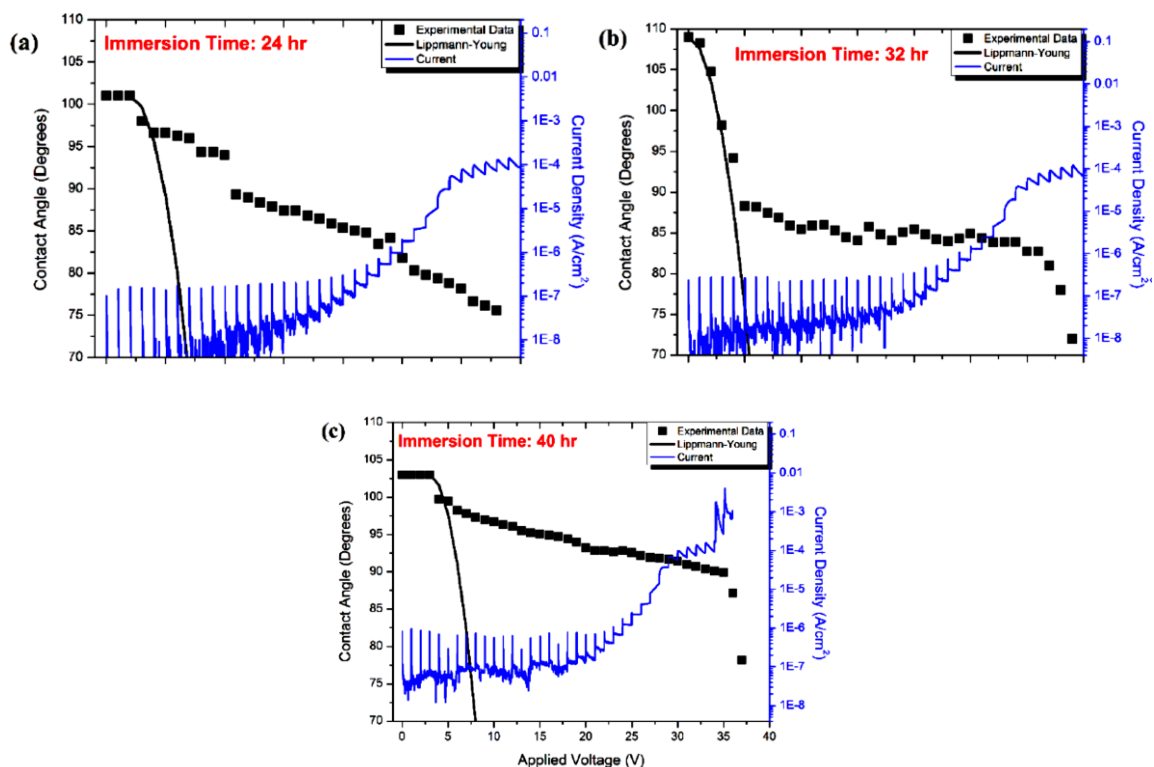 (a)
Immersion Time: 24 hr
Experimental Data
Lippmann-Young
Current
Contact Angle (Degrees)
110
105
100
95
90
85
80
75
70
Current Density (A/cm²)
0.1
0.01
1E-3
1E-4
1E-5
1E-6
1E-7
1E-8
(b)
Immersion Time: 32 hr
Experimental Data
Lippmann-Young
Current
Contact Angle (Degrees)
110
105
100
95
90
85
80
75
70
Current Density (A/cm²)
0.1
0.01
1E-3
1E-4
1E-5
1E-6
1E-7
1E-8
(c)
Immersion Time: 40 hr
Experimental Data
Lippmann-Young
Current
Contact Angle (Degrees)
110
105
100
95
90
85
80
75
70
Current Density (A/cm²)
0.1
0.01
1E-3
1E-4
1E-5
1E-6
1E-7
1E-8
0 5 10 15 20 25 30 35 40
Applied Voltage (V)